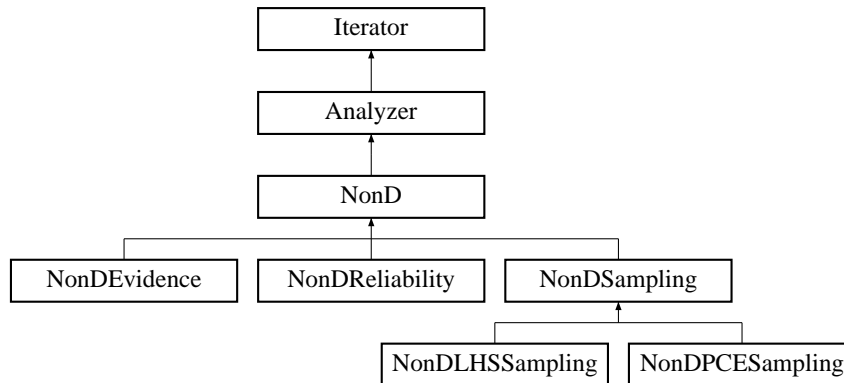 Iterator
Analyzer
NonD
NonDEvidence
NonDReliability
NonDSampling
NonDLHSSampling
NonDPCESampling